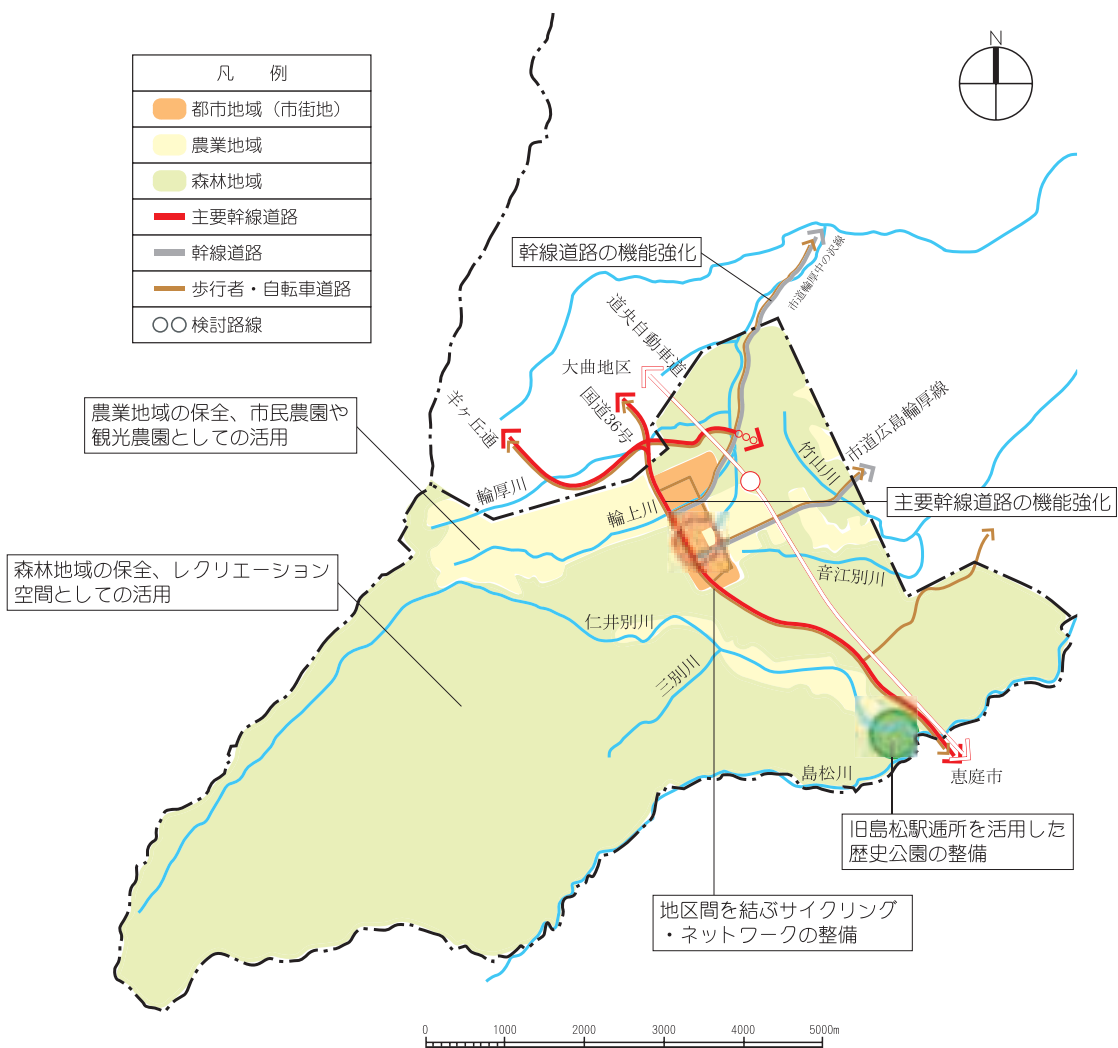 凡　例
都市地域（市街地）
農業地域
森林地域
主要幹線道路
幹線道路
歩行者・自転車道路
検討路線
N
幹線道路の機能強化
市道輪厚中の沢線
道央自動車道
大曲地区
国道36号
羊ヶ丘通
農業地域の保全、市民農園や
観光農園としての活用
輪厚川
竹山川
市道広島輪厚線
輪上川
主要幹線道路の機能強化
森林地域の保全、レクリエーション
空間としての活用
音江別川
仁井別川
三別川
島松川
恵庭市
旧島松駅逓所を活用した
歴史公園の整備
地区間を結ぶサイクリング
・ネットワークの整備
0 1000 2000 3000 4000 5000m